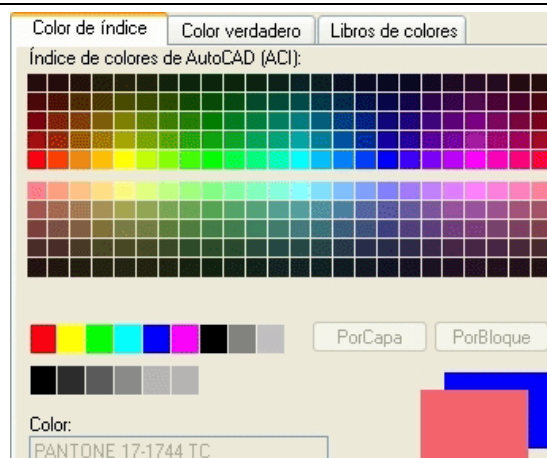 Color de índice Color verdadero Libros de colores
Índice de colores de AutoCAD (ACI):
PorCapa PorBloque
Color:
PANTONE 17-1744 TC